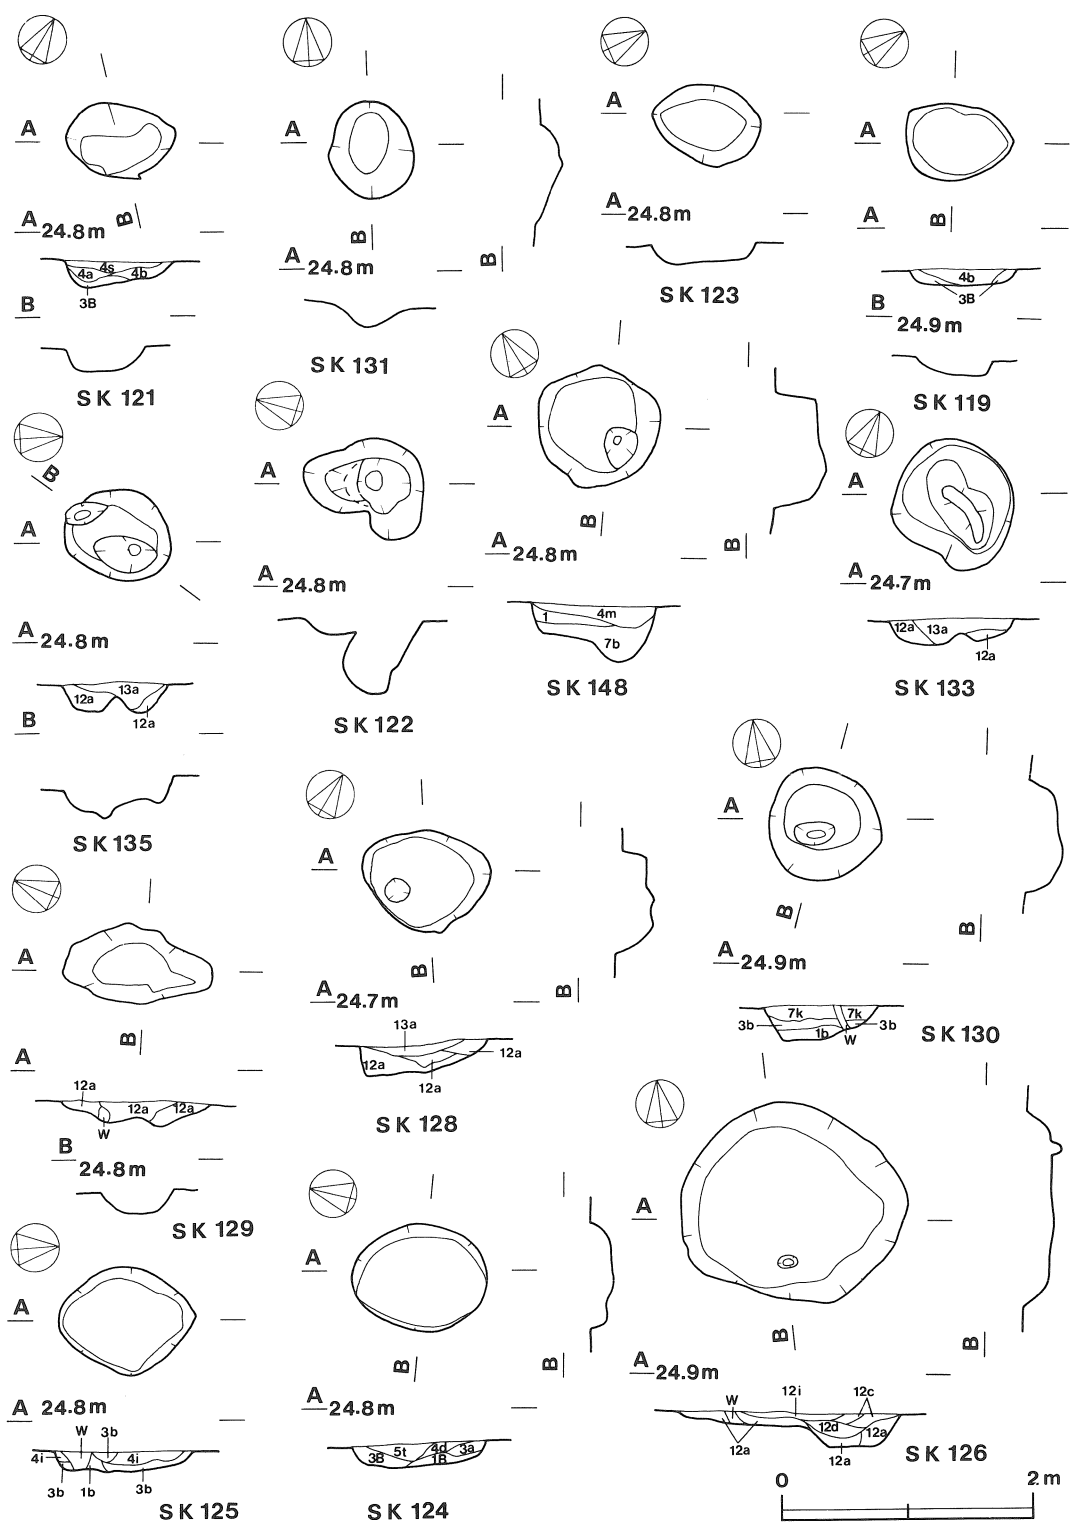 A
A 24.8m
B
4a 4s 4b
3B
B
SK 121
A
B
A 24.8m
B
SK 131
A
A 24.8m
SK 123
A
A
B
4b
3B
B 24.9m
SK 119
B
A
A 24.8m
12a 13a
12a
B
SK 135
A
A 24.8m
SK 122
A
B
A 24.8m
B
1 4m
7b
SK 148
A
A 24.7m
12a 13a
12a
SK 133
A
B
A 24.7m
B
13a
12a 12a
12a
SK 128
A
B
A 24.9m
B
7k 7k
3b 1b W 3b
SK 130
A
B
A
12a
12a 12a
W
B 24.8m
SK 129
A
A 24.8m
W 3b
4i 4i
3b 1b 3b
SK 125
A
B
A 24.8m
B
3B 5t 4d 3a
1B
SK 124
A
B
A 24.9m
B
W 12i 12c
12d 12a
12a 12a
SK 126
0 2m